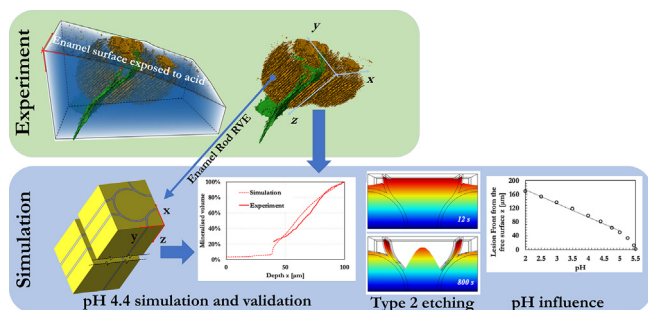 Experiment
Enamel surface exposed to acid
y
x
z
Enamel Rod RVE
Simulation
x
y
z
Mineralised volume
100%
80%
60%
40%
20%
0%
Simulation
Experiment
0
50
100
Depth z [μm]
pH 4.4 simulation and validation
12 s
800 s
Type 2 etching
Lesion Front from the
free surface z [μm]
200
160
120
80
40
0
2
2.5
3
3.5
4
4.5
5
5.5
pH
pH influence